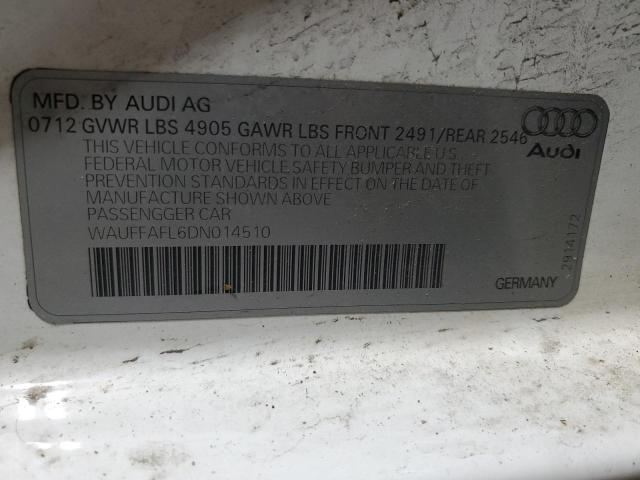 MFD. BY AUDI AG
0712 GVWR LBS 4905 GAWR LBS FRONT 2491/REAR 2546
THIS VEHICLE CONFORMS TO ALL APPLICABLE U.S.
FEDERAL MOTOR VEHICLE SAFETY BUMPER AND THEFT
PREVENTION STANDARDS IN EFFECT ON THE DATE OF
MANUFACTURE SHOWN ABOVE.
PASSENGGER CAR
WAUFFAFL6DN014510
Audi
2914172
GERMANY